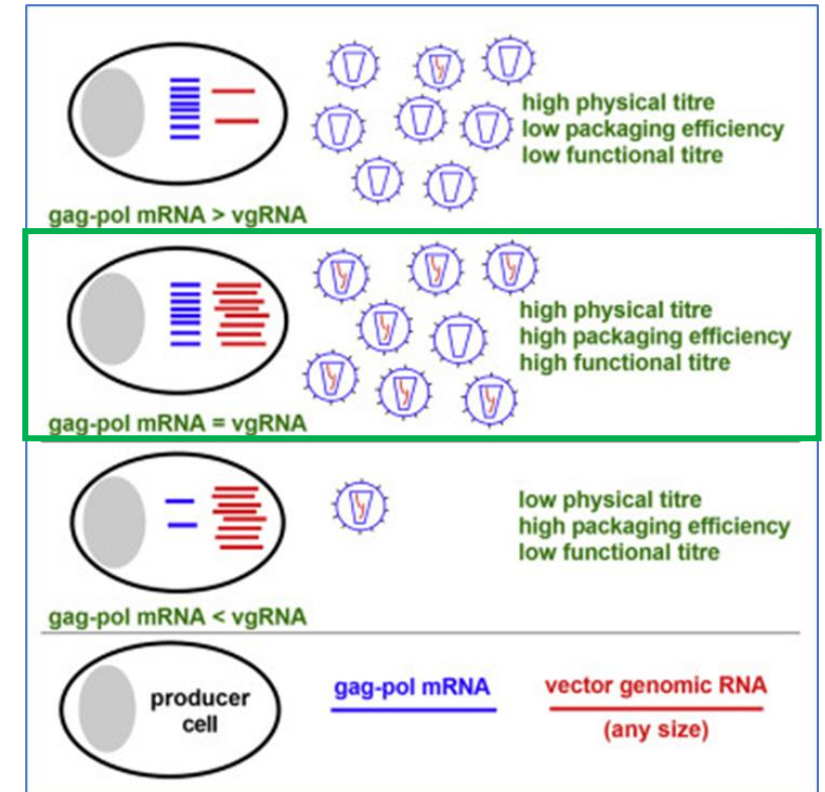 high physical titre
low packaging efficiency
low functional titre
gag-pol mRNA > vgRNA
high physical titre
high packaging efficiency
high functional titre
gag-pol mRNA = vgRNA
low physical titre
high packaging efficiency
low functional titre
gag-pol mRNA < vgRNA
producer
cell
gag-pol mRNA
vector genomic RNA
(any size)